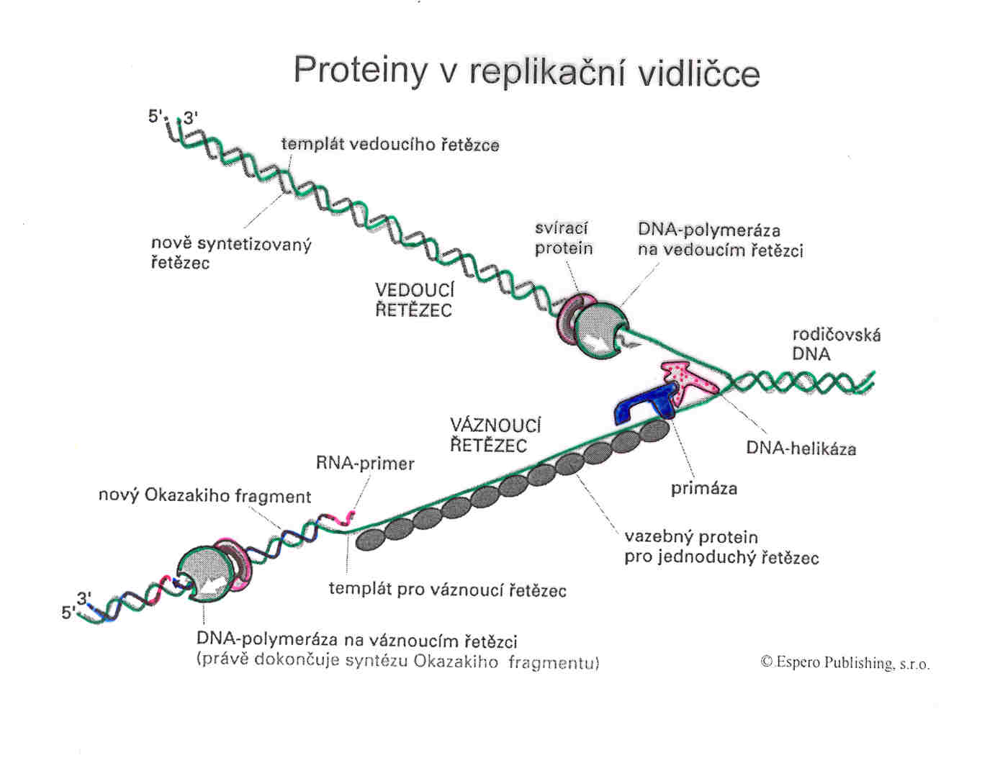 Proteiny v replikační vidličce
5' 3'
templát vedoucího řetězce
nově syntetizovaný
řetězec
svírací
protein
DNA-polymeráza
na vedoucím řetězci
VEDOUCÍ
ŘETĚZEC
rodičovská
DNA
VÁZNOUCÍ
ŘETĚZEC
DNA-helikáza
RNA-primer
primáza
nový Okazakiho fragment
vazebný protein
pro jednoduchý řetězec
templát pro váznoucí řetězec
3'
5'
DNA-polymeráza na váznoucím řetězci
(právě dokončuje syntézu Okazakiho fragmentu)
© Espero Publishing, s.r.o.